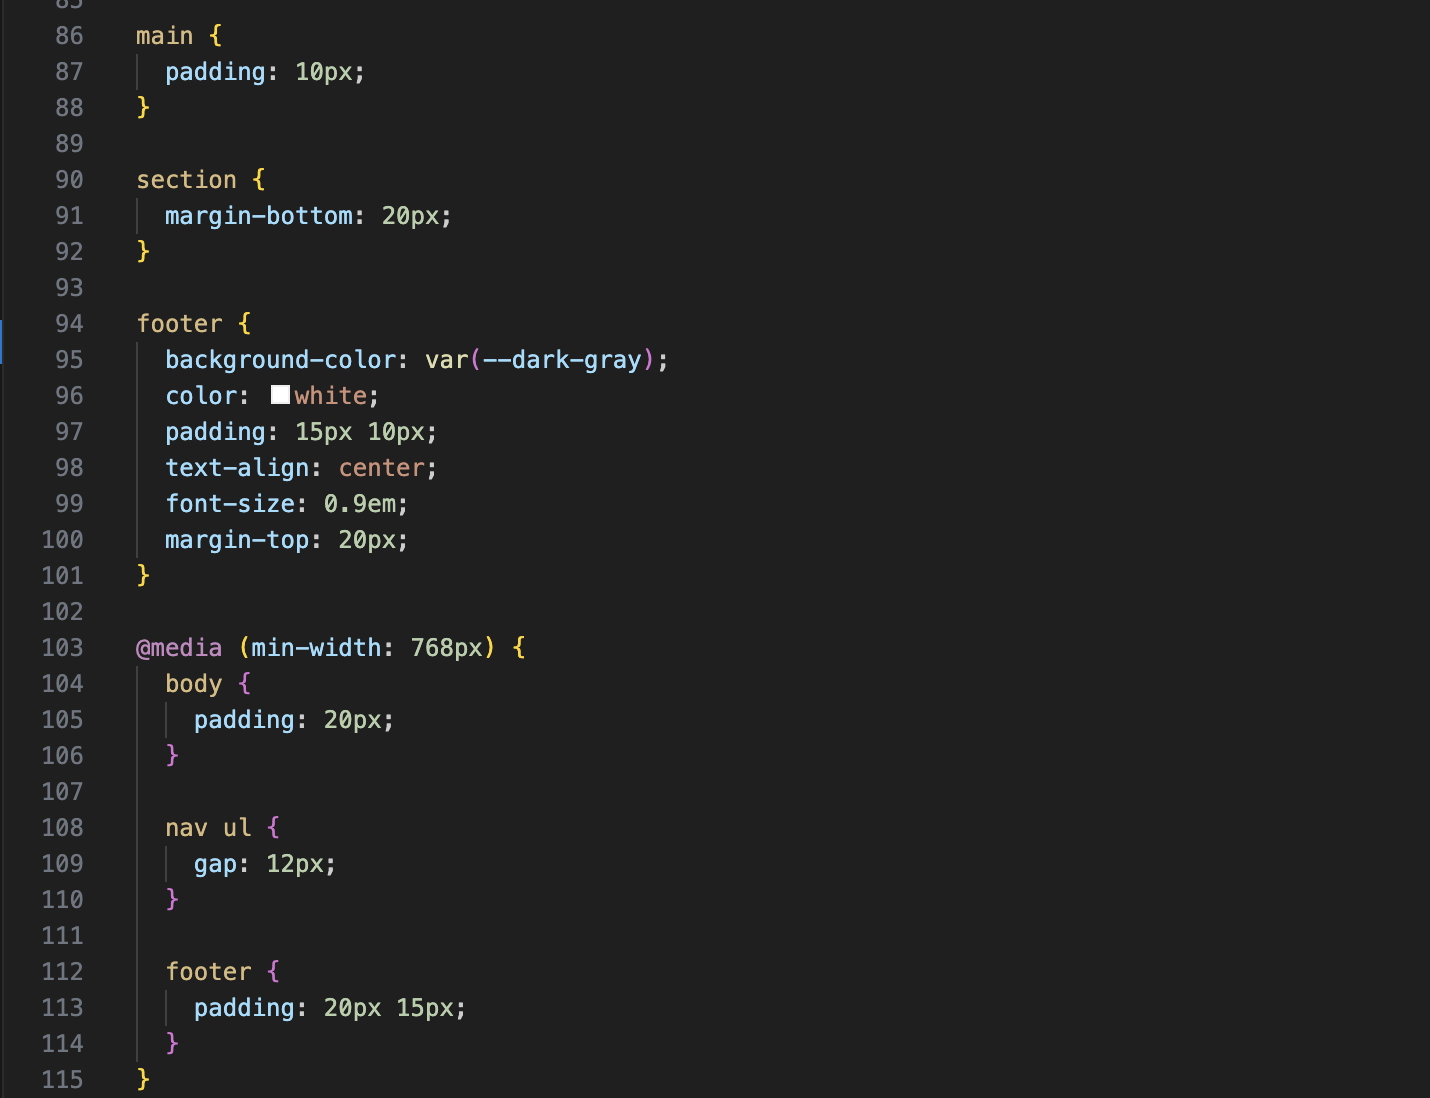 85
86 main {
87 padding: 10px;
88 }
89
90 section {
91 margin-bottom: 20px;
92 }
93
94 footer {
95 background-color: var(--dark-gray);
96 color: white;
97 padding: 15px 10px;
98 text-align: center;
99 font-size: 0.9em;
100 margin-top: 20px;
101 }
102
103 @media (min-width: 768px) {
104 body {
105 padding: 20px;
106 }
107
108 nav ul {
109 gap: 12px;
110 }
111
112 footer {
113 padding: 20px 15px;
114 }
115 }